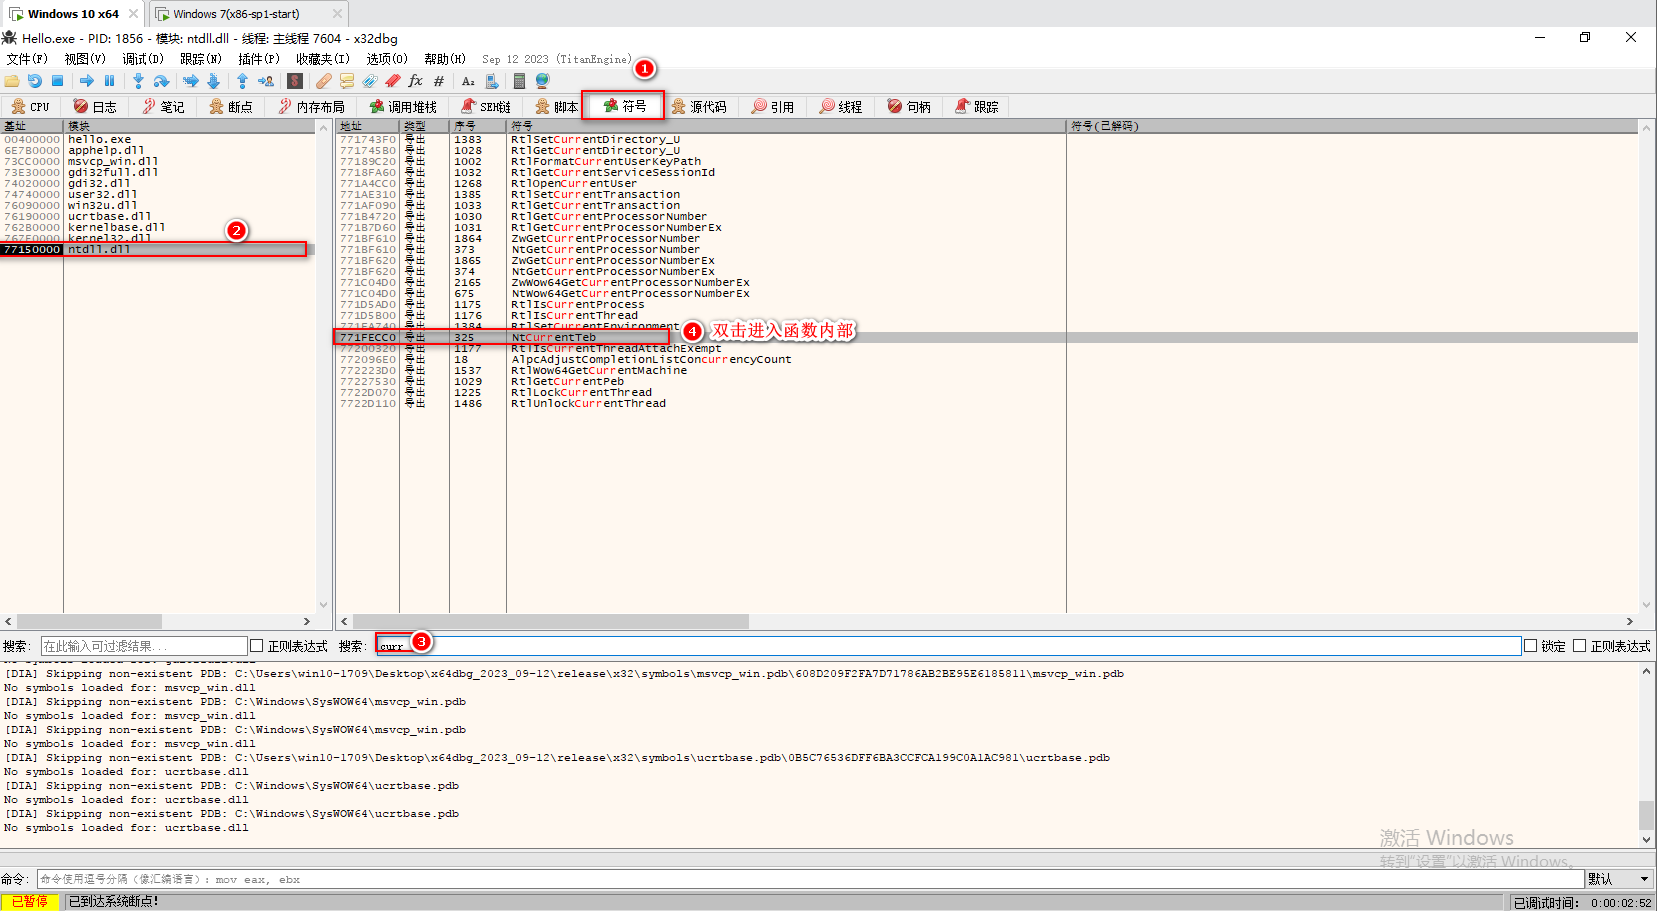 Windows 10 x64
Windows 7(x86-sp1-start)
Hello.exe - PID: 1856 - 模块: ntdll.dll - 线程: 主线程 7604 - x32dbg
文件(F) 视图(V) 调试(D) 跟踪(N) 插件(P) 收藏夹(I) 选项(O) 帮助(H) Sep 12 2023 (TitanEngine)
1
CPU 日志 笔记 断点 内存布局 调用堆栈 SEH链 脚本 符号 源代码 引用 线程 句柄 跟踪
基址 模块
00400000 hello.exe
6E7B0000 apphelp.dll
73CC0000 msvcp_win.dll
73E30000 gdi32full.dll
74020000 gdi32.dll
74740000 user32.dll
76090000 win32u.dll
76190000 ucrtbase.dll
762B0000 kernelbase.dll
767E0000 kernel32.dll
77150000 ntdll.dll
2
地址 类型 序号 符号 符号(已解码)
771743F0 导出 1383 RtlSetCurrentDirectory_U
771745B0 导出 1028 RtlGetCurrentDirectory_U
77189C20 导出 1002 RtlFormatCurrentUserKeyPath
7718FA60 导出 1032 RtlGetCurrentServiceSessionId
771A4CC0 导出 1268 RtlOpenCurrentUser
771AE310 导出 1385 RtlSetCurrentTransaction
771AF090 导出 1033 RtlGetCurrentTransaction
771B4720 导出 1030 RtlGetCurrentProcessorNumber
771B7D60 导出 1031 RtlGetCurrentProcessorNumberEx
771BF610 导出 1864 ZwGetCurrentProcessorNumber
771BF610 导出 373 NtGetCurrentProcessorNumber
771BF620 导出 1865 ZwGetCurrentProcessorNumberEx
771BF620 导出 374 NtGetCurrentProcessorNumberEx
771C04D0 导出 2165 ZwWow64GetCurrentProcessorNumberEx
771C04D0 导出 675 NtWow64GetCurrentProcessorNumberEx
771D5AD0 导出 1175 RtlIsCurrentProcess
771D5B00 导出 1176 RtlIsCurrentThread
771FA740 导出 1384 RtlSetCurrentEnvironment
771FECC0 导出 325 NtCurrentTeb
4 双击进入函数内部
77200320 导出 1177 RtlIsCurrentThreadAttachExempt
772096E0 导出 18 AlpcAdjustCompletionListConcurrencyCount
772223D0 导出 1537 RtlWow64GetCurrentMachine
77227530 导出 1029 RtlGetCurrentPeb
7722D070 导出 1225 RtlLockCurrentThread
7722D110 导出 1486 RtlUnlockCurrentThread
搜索: 在此输入可过滤结果... 正则表达式 搜索: curr 3 锁定 正则表达式
[DIA] Skipping non-existent PDB: C:\Users\win10-1709\Desktop\x64dbg_2023_09-12\release\x32\symbols\msvcp_win.pdb\608D209F2FA7D71786AB2BE95E6185811\msvcp_win.pdb
No symbols loaded for: msvcp_win.dll
[DIA] Skipping non-existent PDB: C:\Windows\SysWOW64\msvcp_win.pdb
No symbols loaded for: msvcp_win.dll
[DIA] Skipping non-existent PDB: C:\Windows\SysWOW64\msvcp_win.pdb
No symbols loaded for: msvcp_win.dll
[DIA] Skipping non-existent PDB: C:\Users\win10-1709\Desktop\x64dbg_2023_09-12\release\x32\symbols\ucrtbase.pdb\0B5C76536DFF6BA3CCFCA199C0A1AC981\ucrtbase.pdb
No symbols loaded for: ucrtbase.dll
[DIA] Skipping non-existent PDB: C:\Windows\SysWOW64\ucrtbase.pdb
No symbols loaded for: ucrtbase.dll
[DIA] Skipping non-existent PDB: C:\Windows\SysWOW64\ucrtbase.pdb
No symbols loaded for: ucrtbase.dll
激活 Windows
转到"设置"以激活 Windows。
命令: 命令使用逗号分隔（像汇编语言）: mov eax, ebx 默认
已暂停 已到达系统断点! 已调试时间: 0:00:02:52